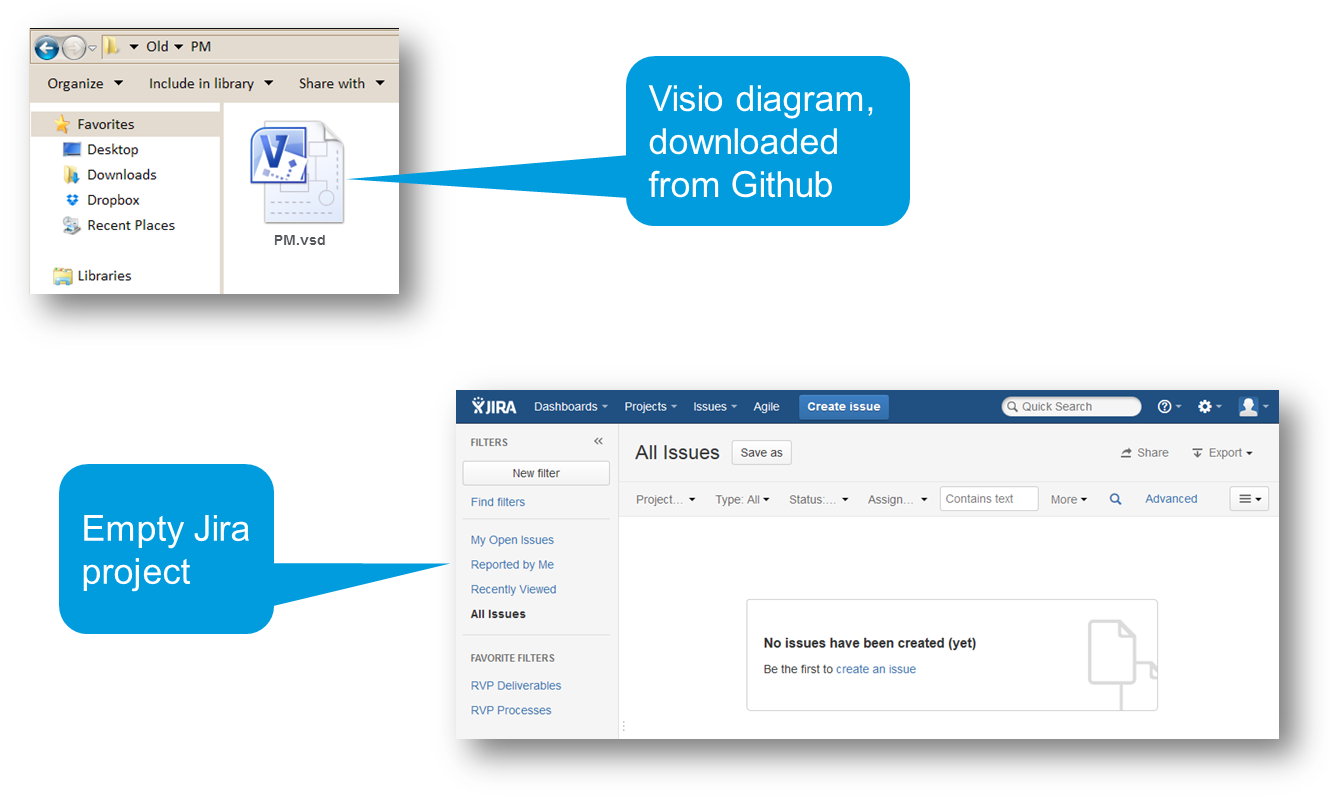 Old PM
Organize Include in library Share with
Favorites
Desktop
Downloads
Dropbox
Recent Places
Libraries
V
PM.vsd
Visio diagram,
downloaded
from Github
Empty Jira
project
JIRA Dashboards Projects Issues Agile Create issue Quick Search
FILTERS
New filter
Find filters
My Open Issues
Reported by Me
Recently Viewed
All Issues
FAVORITE FILTERS
RVP Deliverables
RVP Processes
All Issues Save as Share Export
Project... Type: All Status:... Assign... Contains text More Advanced
No issues have been created (yet)
Be the first to create an issue